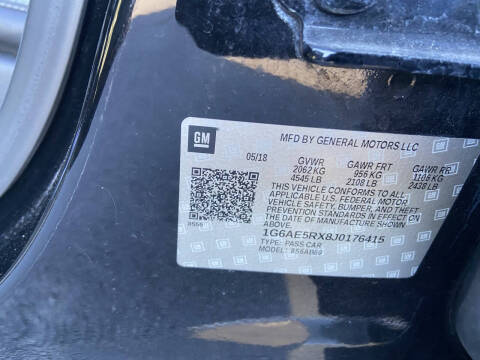 GM
MFD BY GENERAL MOTORS LLC
05/18 GVWR GAWR FRT GAWR RR
2062 KG 956 KG 1106 KG
4545 LB 2108 LB 2438 LB
THIS VEHICLE CONFORMS TO ALL
APPLICABLE U.S. FEDERAL MOTOR
VEHICLE SAFETY, BUMPER, AND THEFT
PREVENTION STANDARDS IN EFFECT ON
THE DATE OF MANUFACTURE SHOWN ABOVE.
1G6AE5RX8J0176415
TYPE: PASS CAR
MODEL: 8S6AB69